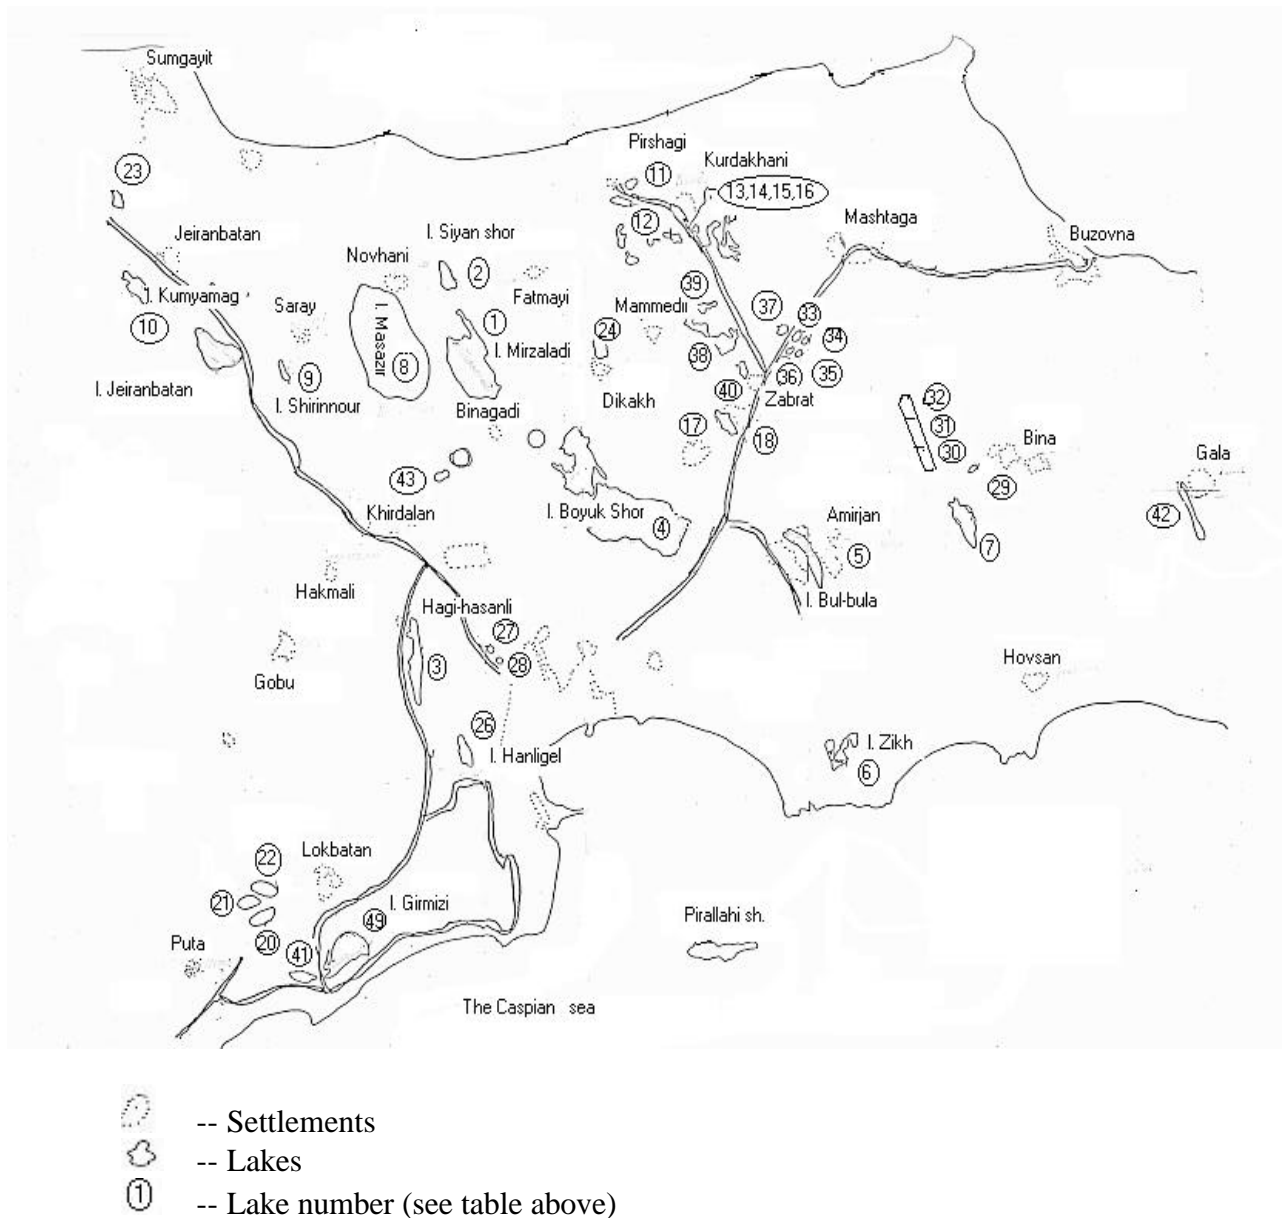 Sumgayit
Pirshagi
Kurdakhani
23
11
13,14,15,16
12
Mashtaga
Jeiranbatan
l. Siyan shor
Buzovna
Novhani
2
Fatmayi
39
l. Kumyamag
Saray
1
Mammedli
37
33
10
l. Masazir
24
34
l. Mirzaladi
38
8
9
36
35
l. Jeiranbatan
l. Shirinnour
Binagadi
Dikakh
40
Zabrat
32
17
18
31
30
Bina
Gala
43
29
Khirdalan
l. Boyuk Shor
4
Amirjan
42
5
7
Hakmali
Hagi-hasanli
l. Bul-bula
27
3
28
Hovsan
Gobu
26
l. Hanligel
l. Zikh
6
22
Lokbatan
21
l. Girmizi
49
Pirallahi sh.
20
41
Puta
The Caspian sea
-- Settlements
-- Lakes
1
-- Lake number (see table above)